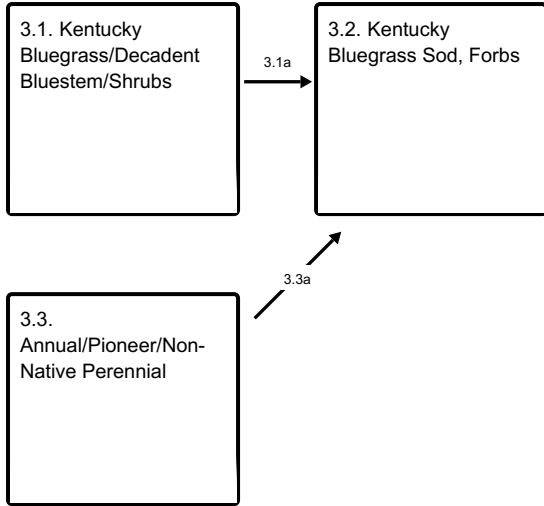 3.1. Kentucky
Bluegrass/Decadent
Bluestem/Shrubs
3.1a
3.2. Kentucky
Bluegrass Sod, Forbs
3.3a
3.3.
Annual/Pioneer/Non-
Native Perennial